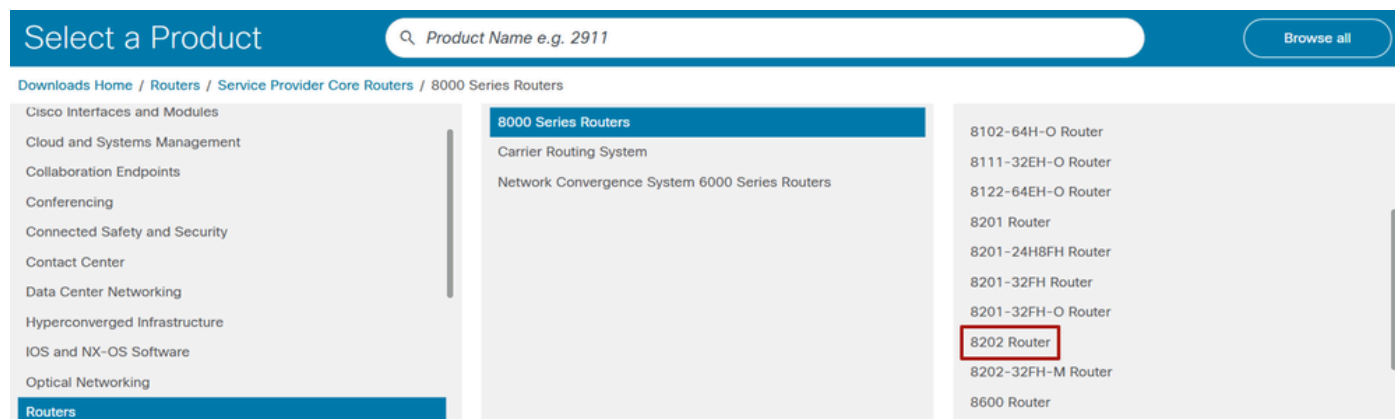 Select a Product
Product Name e.g. 2911
Browse all
Downloads Home / Routers / Service Provider Core Routers / 8000 Series Routers
Cisco Interfaces and Modules
Cloud and Systems Management
Collaboration Endpoints
Conferencing
Connected Safety and Security
Contact Center
Data Center Networking
Hyperconverged Infrastructure
IOS and NX-OS Software
Optical Networking
Routers
8000 Series Routers
Carrier Routing System
Network Convergence System 6000 Series Routers
8102-64H-O Router
8111-32EH-O Router
8122-64EH-O Router
8201 Router
8201-24H8FH Router
8201-32FH Router
8201-32FH-O Router
8202 Router
8202-32FH-M Router
8600 Router